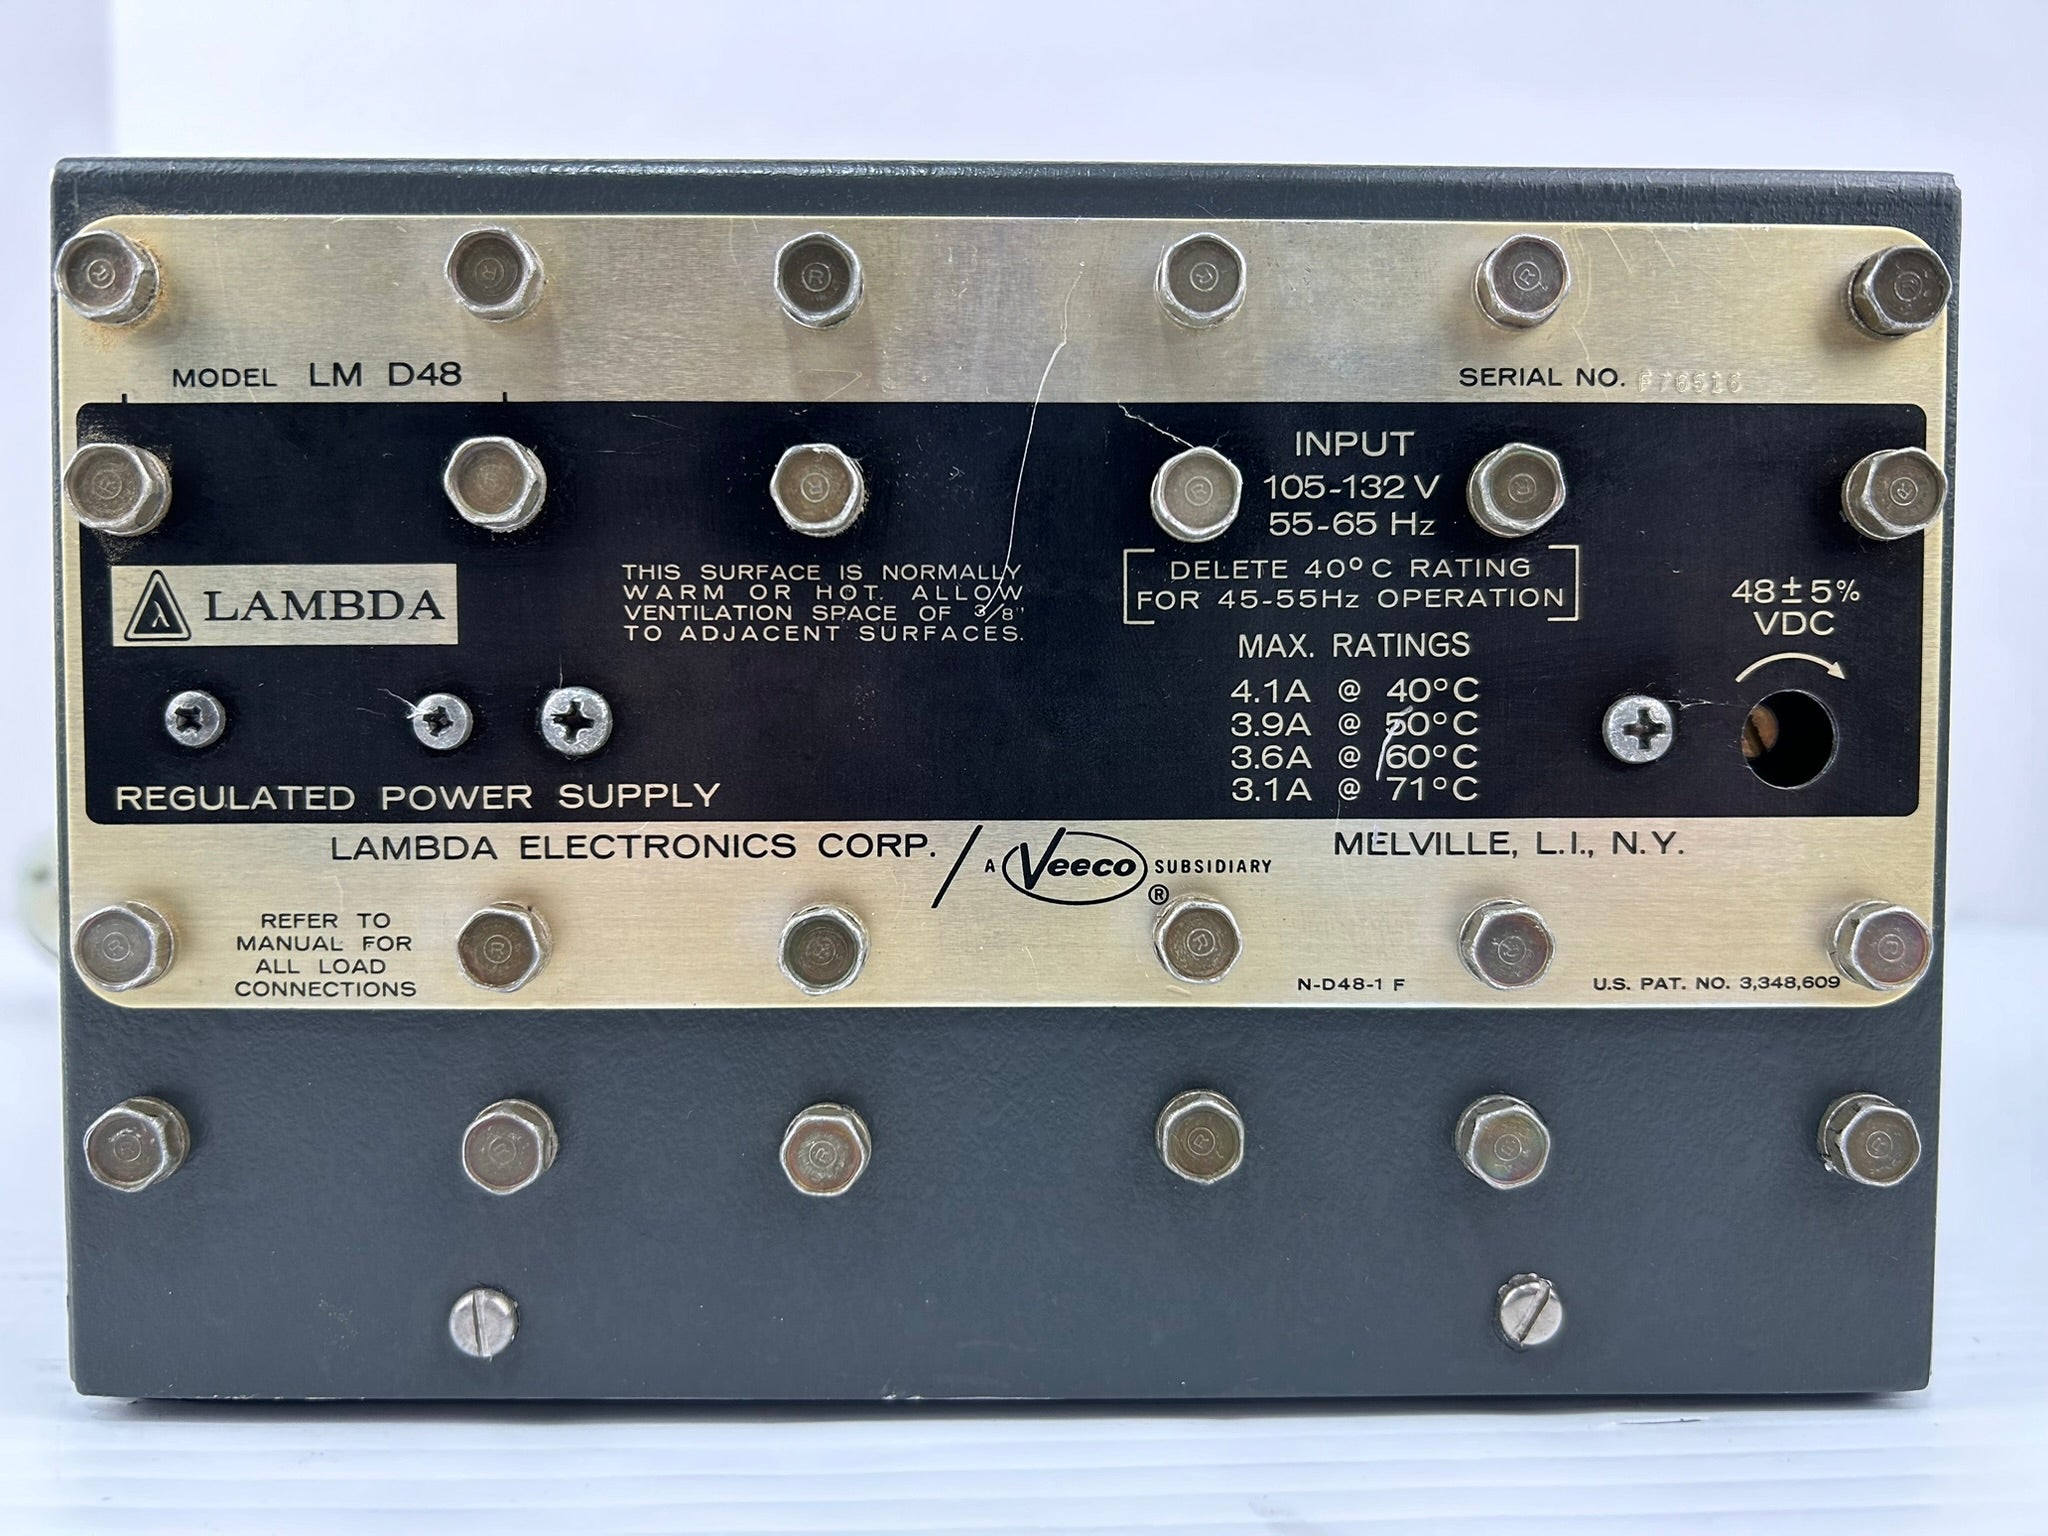 MODEL LM D48
SERIAL NO. F76516
INPUT
105-132 V
55-65 Hz
DELETE 40°C RATING
FOR 45-55Hz OPERATION
MAX. RATINGS
4.1A @ 40°C
3.9A @ 50°C
3.6A @ 60°C
3.1A @ 71°C
48±5%
VDC
λ LAMBDA
THIS SURFACE IS NORMALLY
WARM OR HOT. ALLOW
VENTILATION SPACE OF 3/8"
TO ADJACENT SURFACES.
REGULATED POWER SUPPLY
LAMBDA ELECTRONICS CORP. / A Veeco ® SUBSIDIARY
MELVILLE, L.I., N.Y.
REFER TO
MANUAL FOR
ALL LOAD
CONNECTIONS
N-D48-1 F
U.S. PAT. NO. 3,348,609